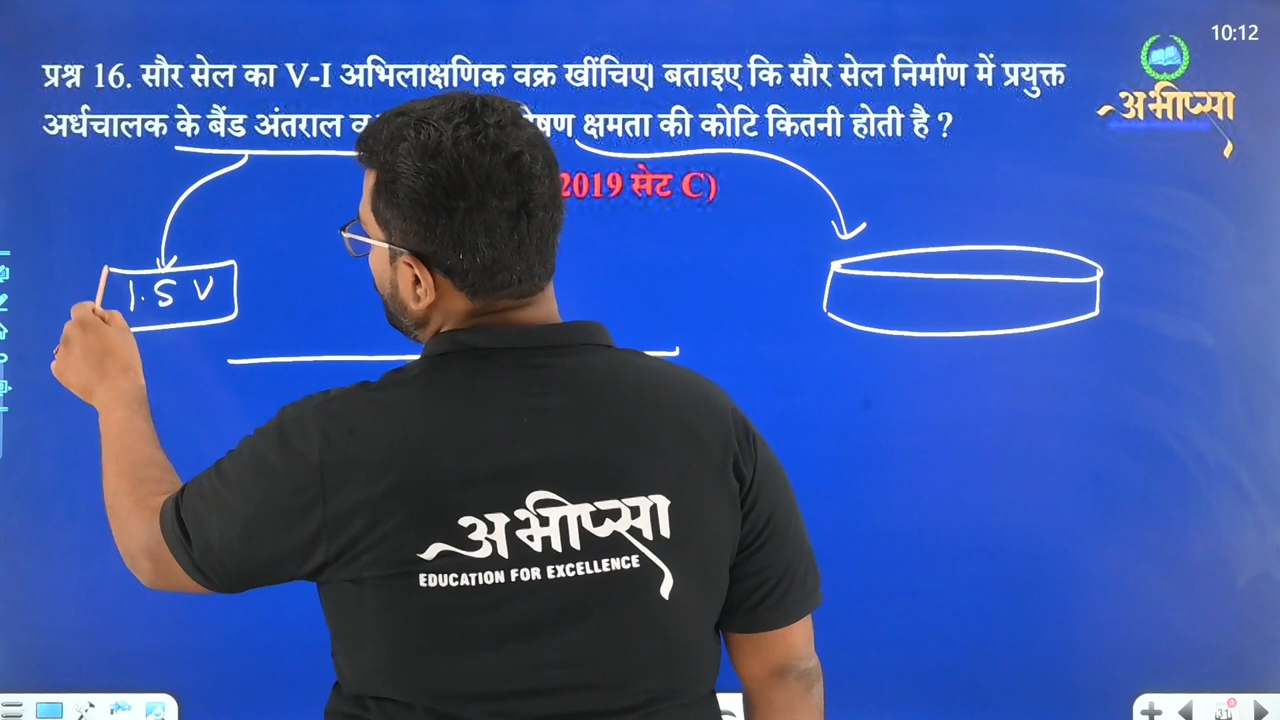 10:12
प्रश्न 16. सौर सेल का V-I अभिलाक्षणिक वक्र खींचिए। बताइए कि सौर सेल निर्माण में प्रयुक्त
अर्धचालक के बैंड अंतराल क्षमता की कोटि कितनी होती है ?
2019 सेट C)
अभीप्सा
1.5 V
अभीप्सा
EDUCATION FOR EXCELLENCE